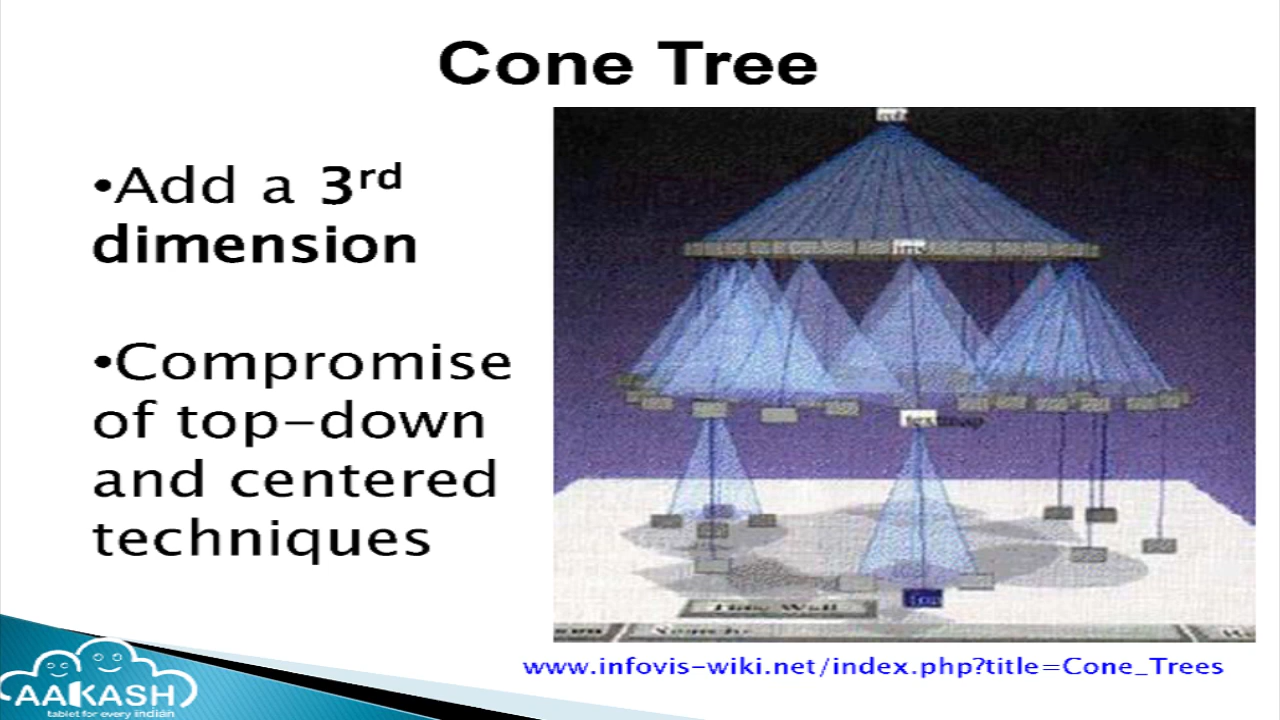 Cone Tree
•Add a 3rd
dimension
•Compromise
of top-down
and centered
techniques
www.infovis-wiki.net/index.php?title=Cone_Trees
AAKASH
tablet for every indian